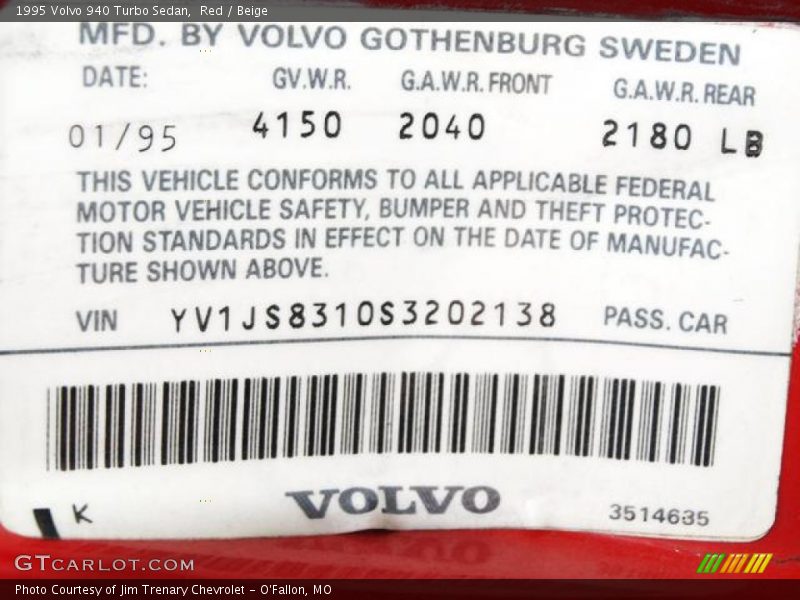 1995 Volvo 940 Turbo Sedan, Red / Beige
MFD. BY VOLVO GOTHENBURG SWEDEN
DATE: GV.W.R. G.A.W.R. FRONT G.A.W.R. REAR
01/95 4150 2040 2180 LB
THIS VEHICLE CONFORMS TO ALL APPLICABLE FEDERAL
MOTOR VEHICLE SAFETY, BUMPER AND THEFT PROTEC-
TION STANDARDS IN EFFECT ON THE DATE OF MANUFAC-
TURE SHOWN ABOVE.
VIN YV1JS8310S3202138 PASS. CAR
K VOLVO 3514635
GTCARLOT.COM
Photo Courtesy of Jim Trenary Chevrolet - O'Fallon, MO